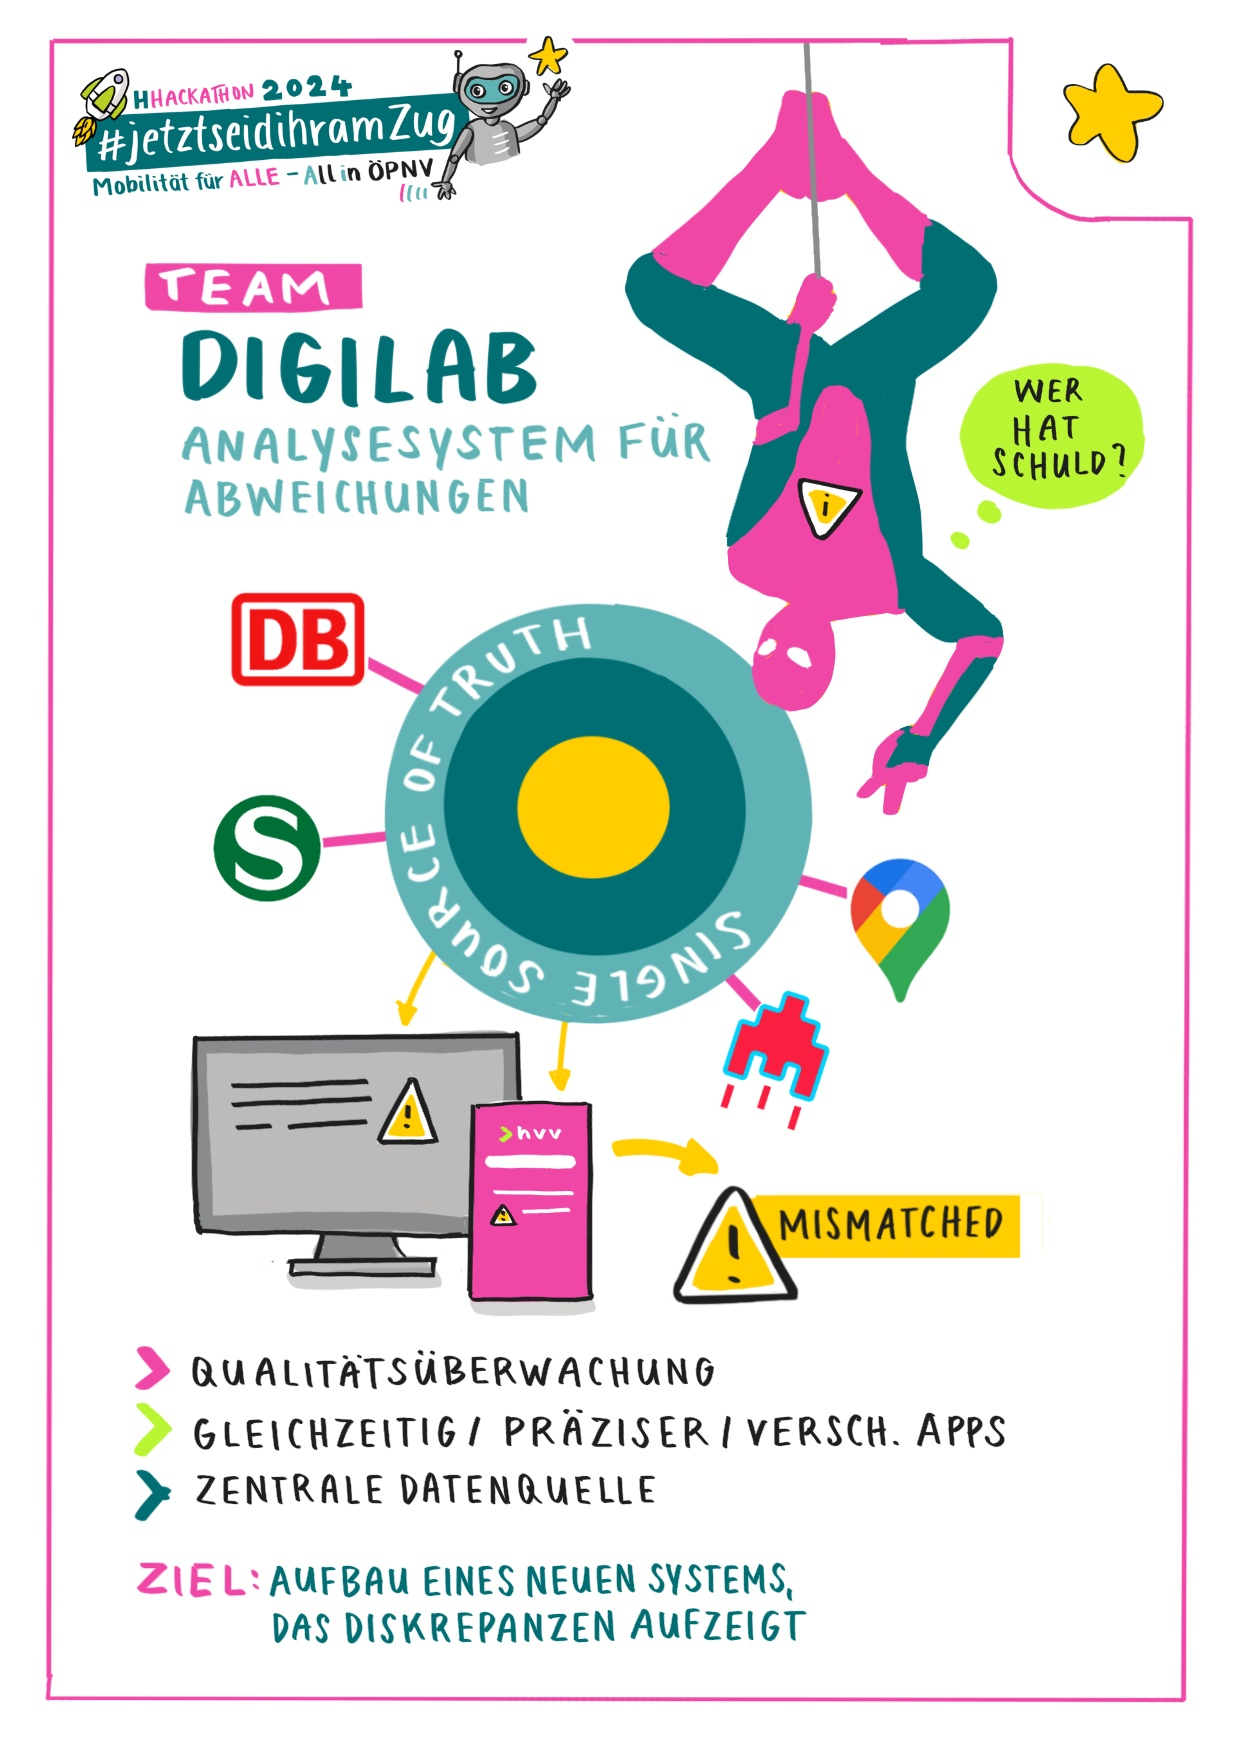 HHACKATHON 2024
#jetztseidihramZug
Mobilität für ALLE - All in ÖPNV
TEAM
DIGILAB
ANALYSESYSTEM FÜR
ABWEICHUNGEN
WER
HAT
SCHULD?
i
DB
SINGLE SOURCE OF TRUTH
S
!
>hvv
!
! MISMATCHED
QUALITÄTSÜBERWACHUNG
GLEICHZEITIG / PRÄZISER / VERSCH. APPS
ZENTRALE DATENQUELLE
ZIEL: AUFBAU EINES NEUEN SYSTEMS,
DAS DISKREPANZEN AUFZEIGT